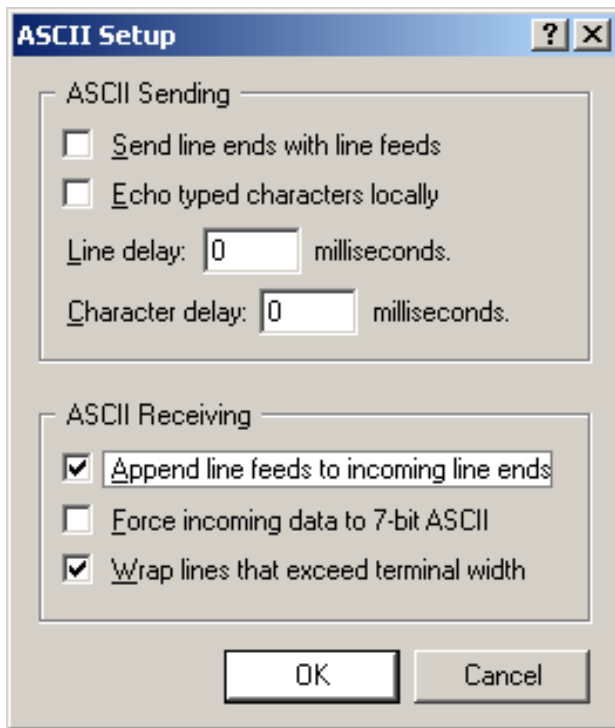 ASCII Setup
ASCII Sending
Send line ends with line feeds
Echo typed characters locally
Line delay: 0 milliseconds.
Character delay: 0 milliseconds.
ASCII Receiving
Append line feeds to incoming line ends
Force incoming data to 7-bit ASCII
Wrap lines that exceed terminal width
OK Cancel